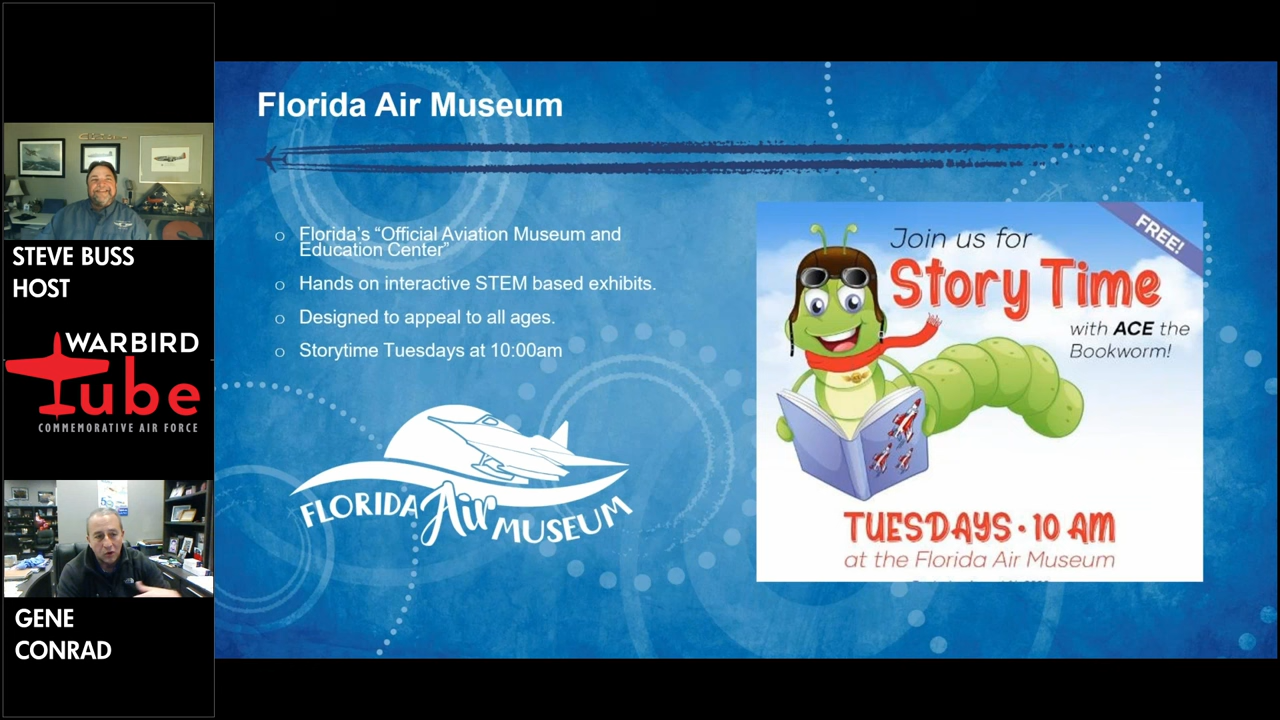 STEVE BUSS
HOST
WARBIRD
Tube
COMMEMORATIVE AIR FORCE
GENE
CONRAD
Florida Air Museum
Florida's “Official Aviation Museum and
Education Center”
Hands on interactive STEM based exhibits.
Designed to appeal to all ages.
Storytime Tuesdays at 10:00am
FLORIDA Air MUSEUM
FREE!
Join us for
Story Time
with ACE the
Bookworm!
TUESDAYS • 10 AM
at the Florida Air Museum